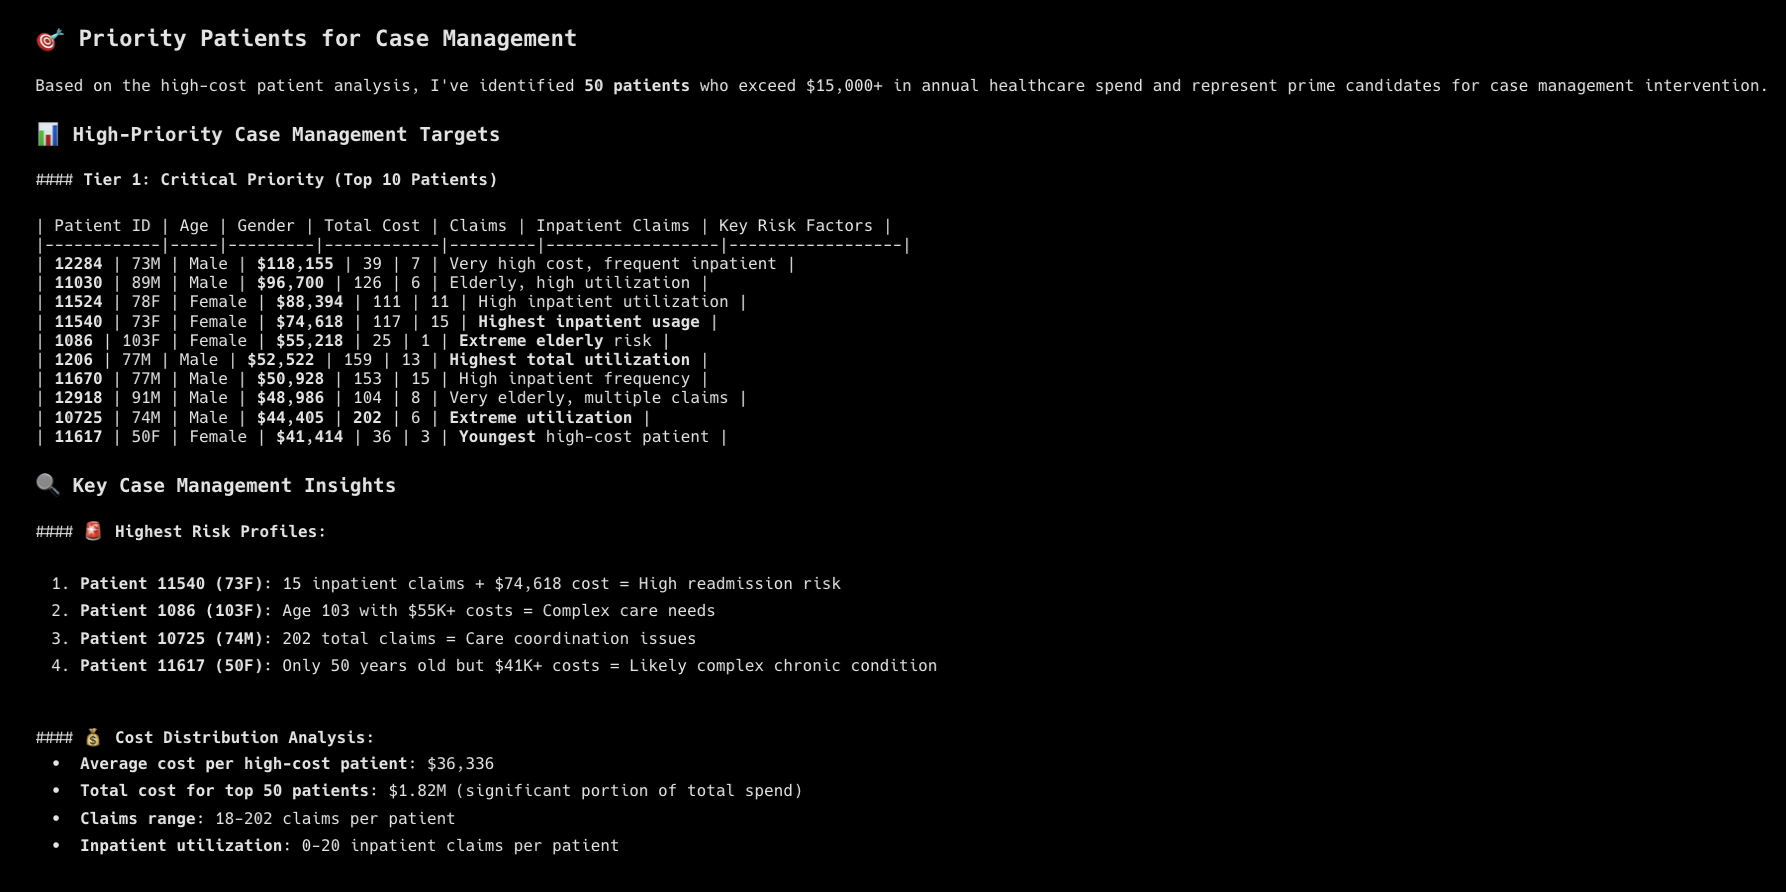 🎯 Priority Patients for Case Management
Based on the high-cost patient analysis, I've identified 50 patients who exceed $15,000+ in annual healthcare spend and represent prime candidates for case management intervention.
📊 High-Priority Case Management Targets
#### Tier 1: Critical Priority (Top 10 Patients)
| Patient ID | Age | Gender | Total Cost | Claims | Inpatient Claims | Key Risk Factors |
|------------|-----|---------|------------|---------|------------------|------------------|
| 12284 | 73M | Male | $118,155 | 39 | 7 | Very high cost, frequent inpatient |
| 11030 | 89M | Male | $96,700 | 126 | 6 | Elderly, high utilization |
| 11524 | 78F | Female | $88,394 | 111 | 11 | High inpatient utilization |
| 11540 | 73F | Female | $74,618 | 117 | 15 | Highest inpatient usage |
| 1086 | 103F | Female | $55,218 | 25 | 1 | Extreme elderly risk |
| 1206 | 77M | Male | $52,522 | 159 | 13 | Highest total utilization |
| 11670 | 77M | Male | $50,928 | 153 | 15 | High inpatient frequency |
| 12918 | 91M | Male | $48,986 | 104 | 8 | Very elderly, multiple claims |
| 10725 | 74M | Male | $44,405 | 202 | 6 | Extreme utilization |
| 11617 | 50F | Female | $41,414 | 36 | 3 | Youngest high-cost patient |
🔍 Key Case Management Insights
#### 🚨 Highest Risk Profiles:
1. Patient 11540 (73F): 15 inpatient claims + $74,618 cost = High readmission risk
2. Patient 1086 (103F): Age 103 with $55K+ costs = Complex care needs
3. Patient 10725 (74M): 202 total claims = Care coordination issues
4. Patient 11617 (50F): Only 50 years old but $41K+ costs = Likely complex chronic condition
#### 💰 Cost Distribution Analysis:
• Average cost per high-cost patient: $36,336
• Total cost for top 50 patients: $1.82M (significant portion of total spend)
• Claims range: 18-202 claims per patient
• Inpatient utilization: 0-20 inpatient claims per patient